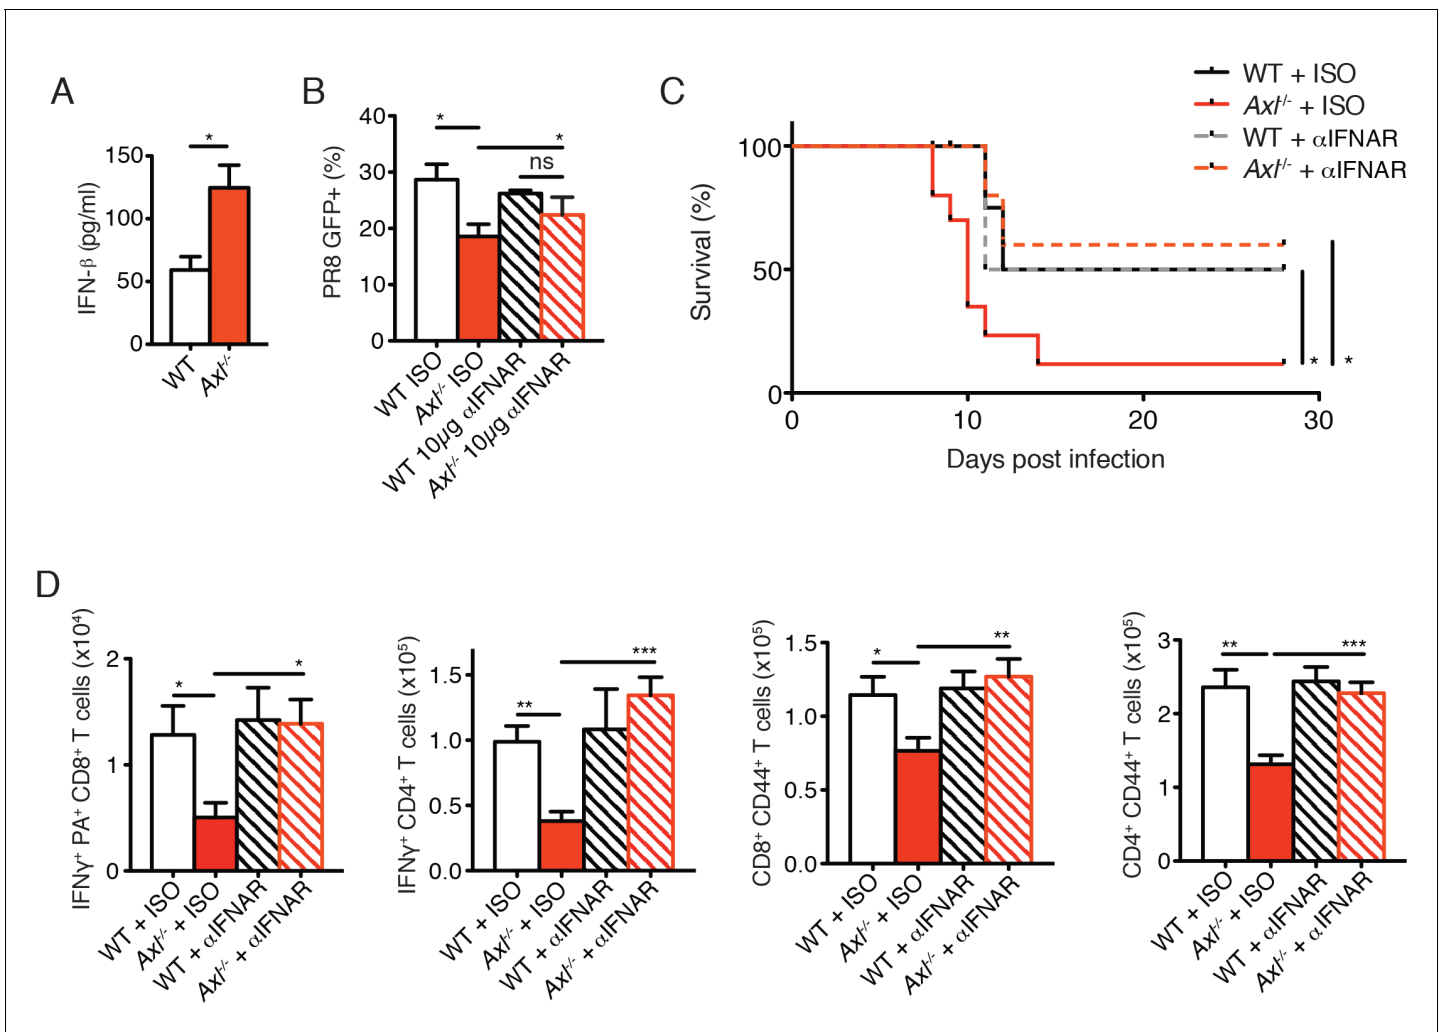 A
IFN-β (pg/ml)
150
100
50
0
*
WT
Axl-/-
B
PR8 GFP+ (%)
40
30
20
10
0
*
*
ns
WT ISO
Axl-/- ISO
WT 10µg αIFNAR
Axl-/- 10µg αIFNAR
C
WT + ISO
Axl-/- + ISO
WT + αIFNAR
Axl-/- + αIFNAR
Survival (%)
100
50
0
0 10 20 30
Days post infection
* *
D
IFNγ+ PA+ CD8+ T cells (x10⁴)
2
1
0
*
*
WT + ISO
Axl-/- + ISO
WT + αIFNAR
Axl-/- + αIFNAR
IFNγ+ CD4+ T cells (x10⁵)
1.5
1.0
0.5
0.0
**
***
WT + ISO
Axl-/- + ISO
WT + αIFNAR
Axl-/- + αIFNAR
CD8+ CD44+ T cells (x10⁵)
1.5
1.0
0.5
0.0
*
**
WT + ISO
Axl-/- + ISO
WT + αIFNAR
Axl-/- + αIFNAR
CD4+ CD44+ T cells (x10⁵)
3
2
1
0
**
***
WT + ISO
Axl-/- + ISO
WT + αIFNAR
Axl-/- + αIFNAR